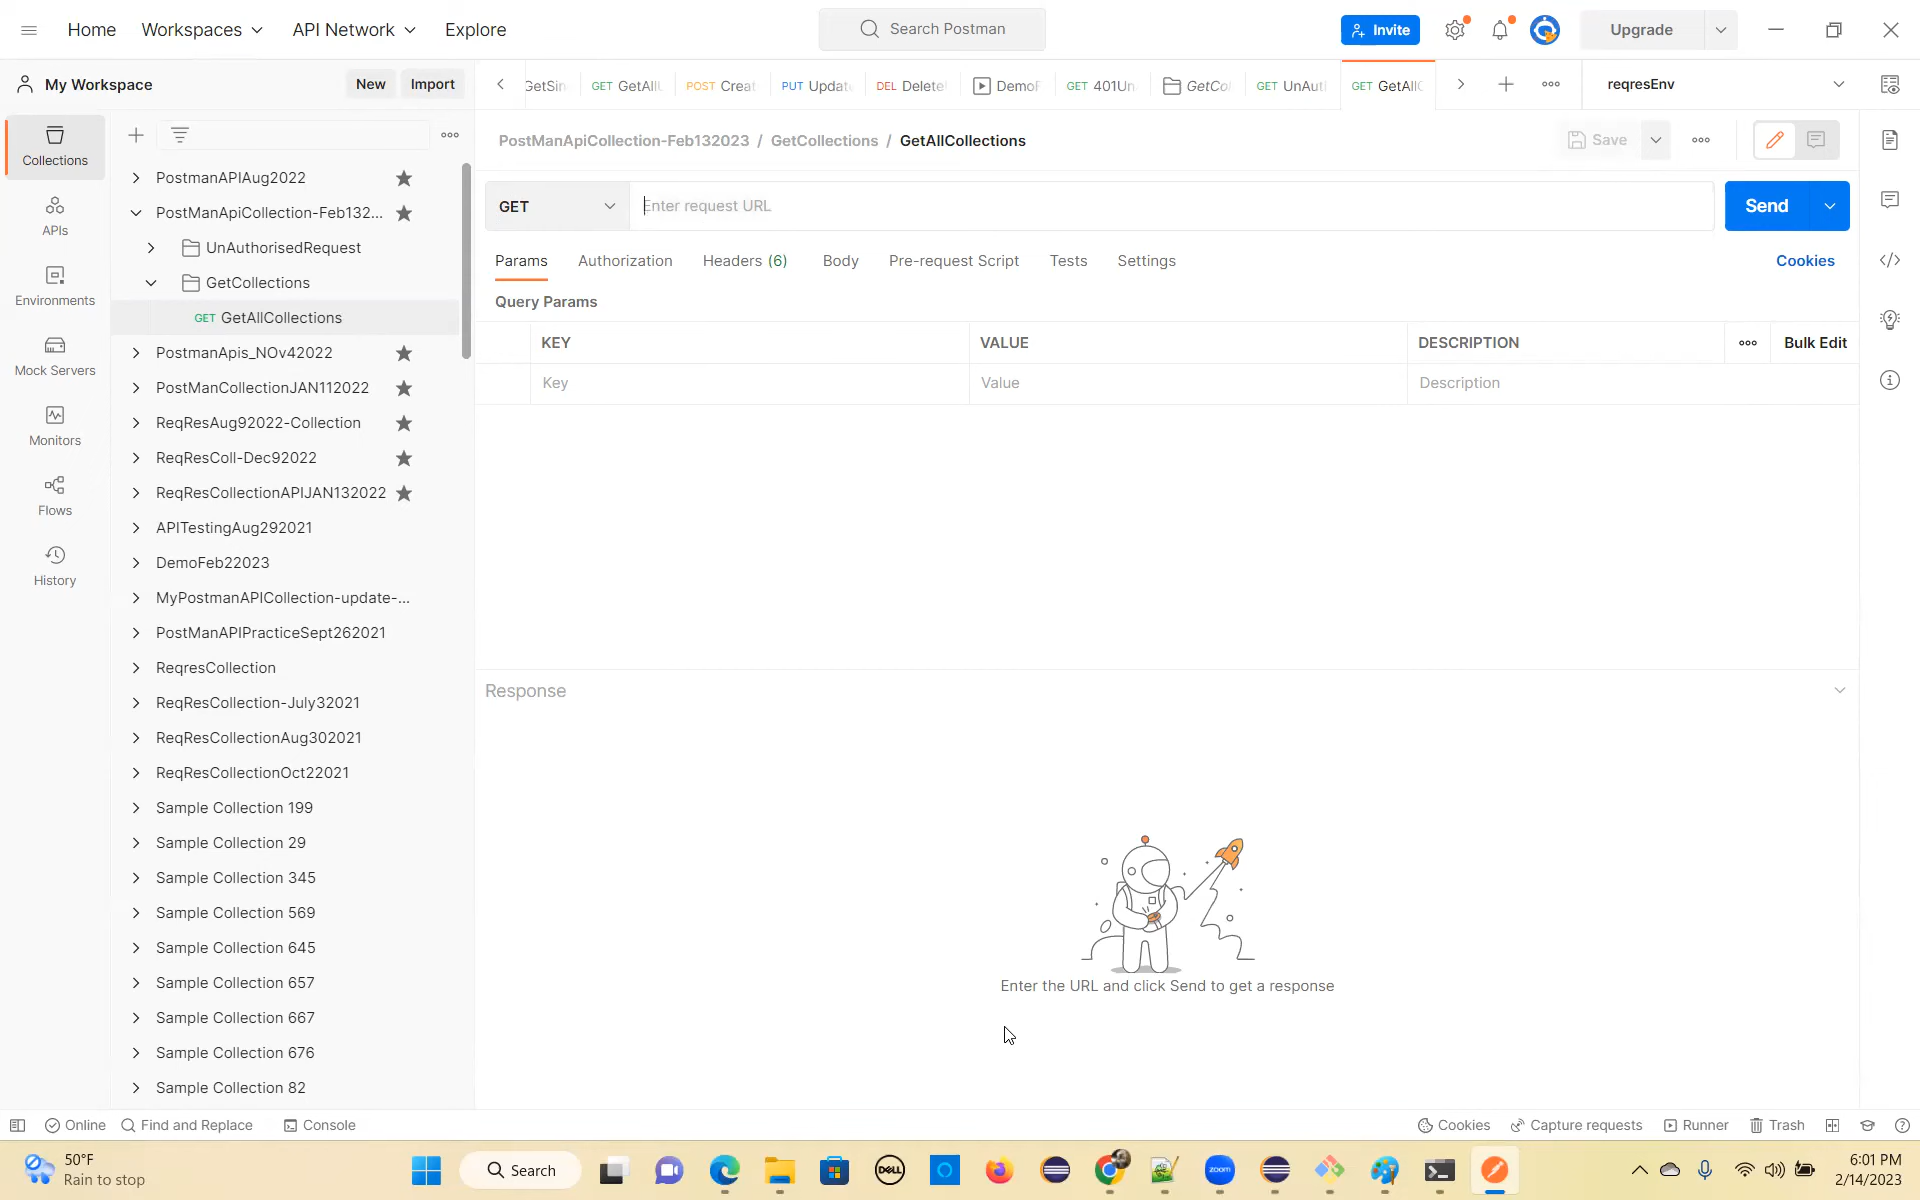 Home
Workspaces
API Network
Explore
Search Postman
Invite
Upgrade
My Workspace
New
Import
GetSin
GET GetAllU
POST Creat
PUT Update
DEL Delete
DemoF
GET 401Un
GetCol
GET UnAut
GET GetAllC
reqresEnv
Collections
APIs
Environments
Mock Servers
Monitors
Flows
History
PostmanAPIAug2022
PostManApiCollection-Feb132...
UnAuthorisedRequest
GetCollections
GET GetAllCollections
PostmanApis_NOv42022
PostManCollectionJAN112022
ReqResAug92022-Collection
ReqResColl-Dec92022
ReqResCollectionAPIJAN132022
APITestingAug292021
DemoFeb22023
MyPostmanAPICollection-update-...
PostManAPIPracticeSept262021
ReqresCollection
ReqResCollection-July32021
ReqResCollectionAug302021
ReqResCollectionOct22021
Sample Collection 199
Sample Collection 29
Sample Collection 345
Sample Collection 569
Sample Collection 645
Sample Collection 657
Sample Collection 667
Sample Collection 676
Sample Collection 82
PostManApiCollection-Feb132023 / GetCollections / GetAllCollections
Save
GET
Enter request URL
Send
Params
Authorization
Headers (6)
Body
Pre-request Script
Tests
Settings
Cookies
Query Params
KEY
VALUE
DESCRIPTION
Bulk Edit
Key
Value
Description
Response
Enter the URL and click Send to get a response
Online
Find and Replace
Console
Cookies
Capture requests
Runner
Trash
50°F
Rain to stop
Search
DELL
zoom
6:01 PM
2/14/2023